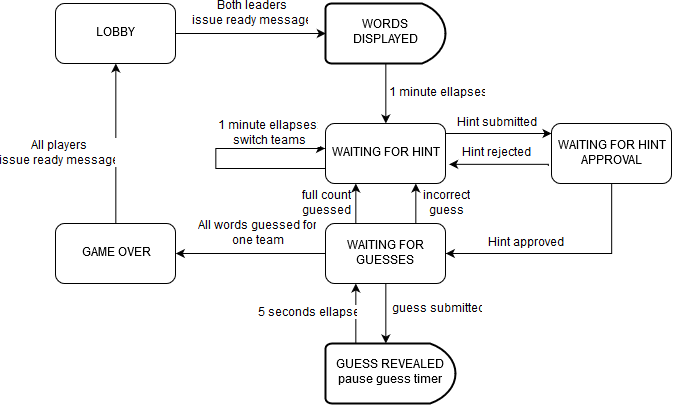 Both leaders
issue ready message
LOBBY
WORDS
DISPLAYED
1 minute ellapses
1 minute ellapses
switch teams
Hint submitted
WAITING FOR HINT
Hint rejected
WAITING FOR HINT
APPROVAL
All players
issue ready message
full count
guessed
incorrect
guess
All words guessed for
one team
GAME OVER
WAITING FOR
GUESSES
Hint approved
5 seconds ellapse
guess submitted
GUESS REVEALED
pause guess timer